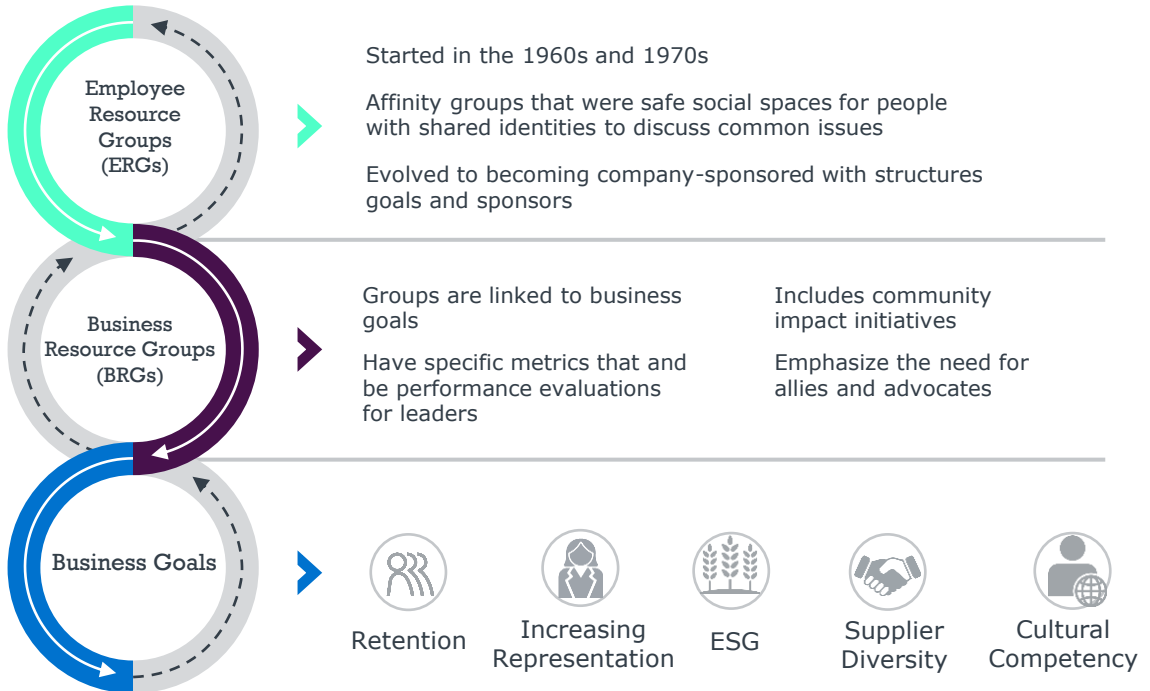 Employee
Resource
Groups
(ERGs)
Started in the 1960s and 1970s
Affinity groups that were safe social spaces for people
with shared identities to discuss common issues
Evolved to becoming company-sponsored with structures
goals and sponsors
Business
Resource Groups
(BRGs)
Groups are linked to business
goals
Have specific metrics that and
be performance evaluations
for leaders
Includes community
impact initiatives
Emphasize the need for
allies and advocates
Business Goals
Retention
Increasing
Representation
ESG
Supplier
Diversity
Cultural
Competency